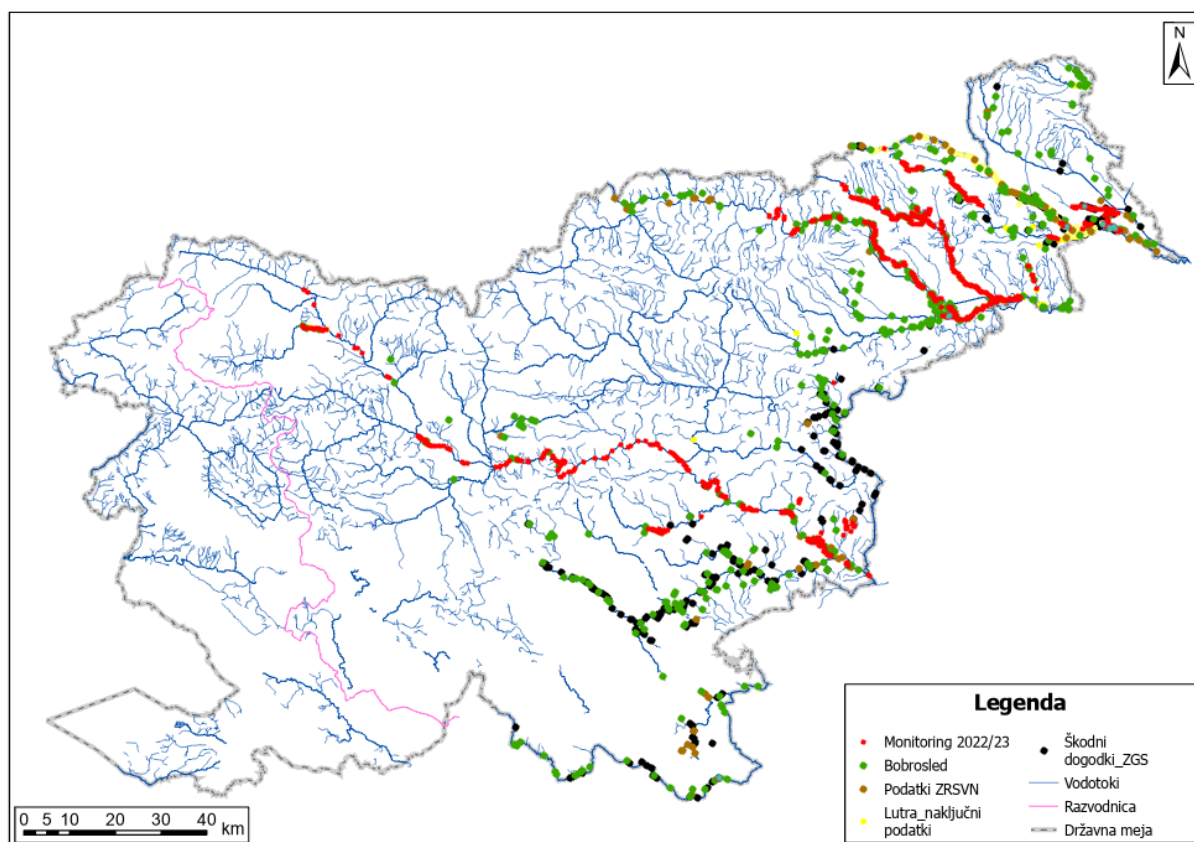 N
Legenda
Monitoring 2022/23
Bobrosled
Podatki ZRSVN
Lutra_naključni
podatki
Škodni
dogodki_ZGS
Vodotoki
Razvodnica
Državna meja
0 5 10 20 30 40
km